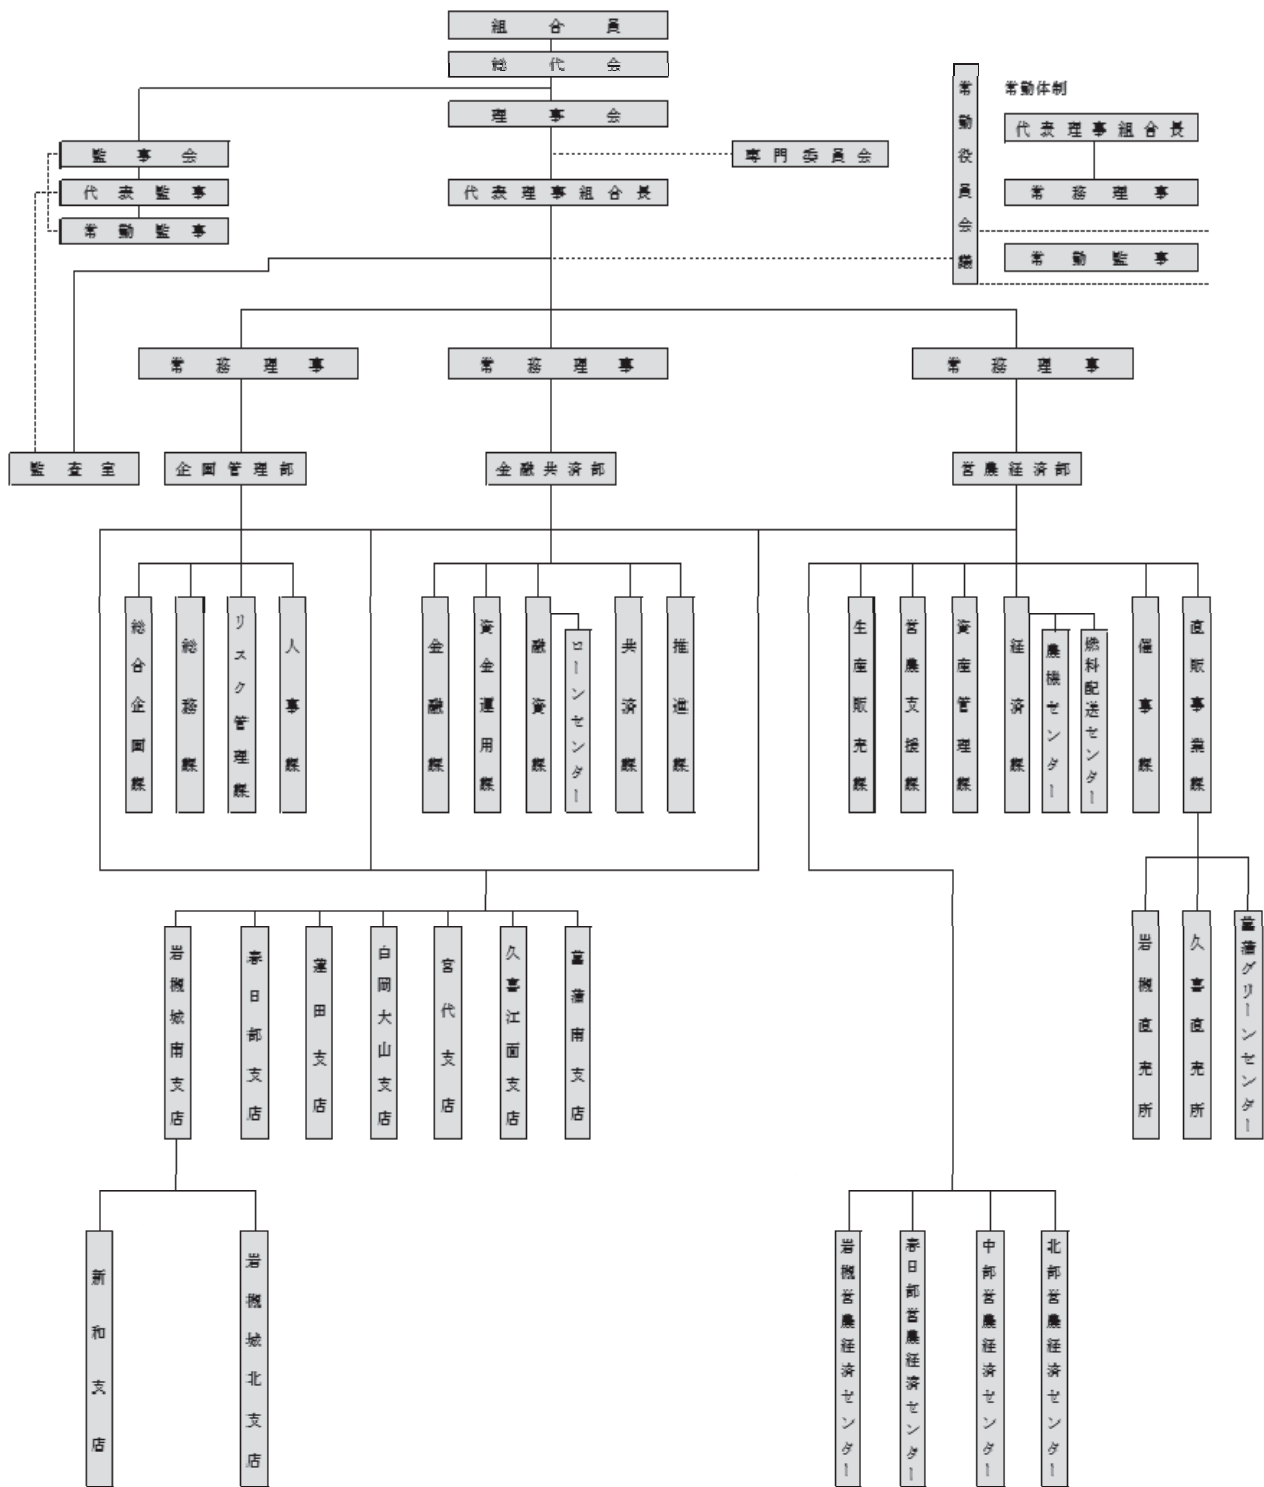 組合員
総代会
理事会
監事会
代表監事
常勤監事
専門委員会
代表理事組合長
常勤役員会議
常勤体制
代表理事組合長
常務理事
常勤監事
常務理事
常務理事
常務理事
監査室
企画管理部
金融共済部
営農経済部
総合企画課
総務課
リスク管理課
人事課
金融課
資金運用課
融資課
ローンセンター
共済課
推進課
生産販売課
営農支援課
資産管理課
経済課
農機センター
燃料配送センター
催事課
直販事業課
岩槻城南支店
春日部支店
蓮田支店
白岡大山支店
宮代支店
久喜江面支店
菖蒲南支店
岩槻直売所
久喜直売所
菖蒲グリーンセンター
新和支店
岩槻城北支店
岩槻営農経済センター
春日部営農経済センター
中部営農経済センター
北部営農経済センター